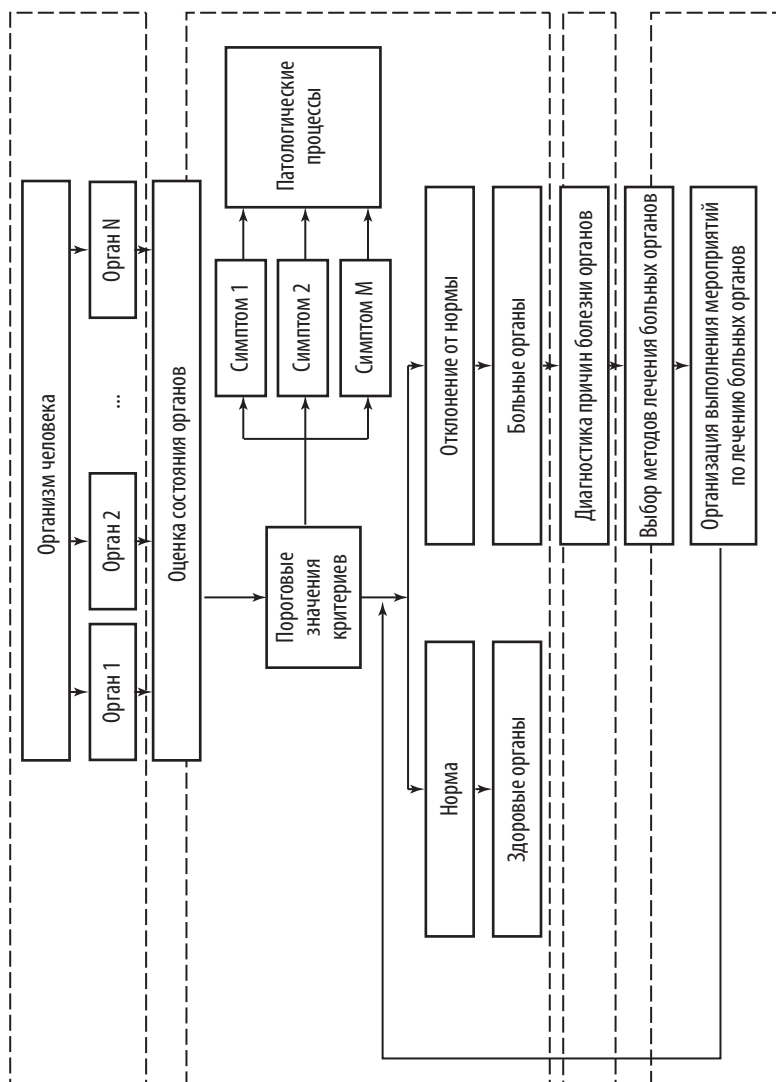 Организм человека
Орган 1
Орган 2
...
Орган N
Оценка состояния органов
Пороговые
значения
критериев
Симптом 1
Симптом 2
Симптом M
Патологические
процессы
Норма
Здоровые органы
Отклонение от нормы
Больные органы
Диагностика причин болезни органов
Выбор методов лечения больных органов
Организация выполнения мероприятий
по лечению больных органов